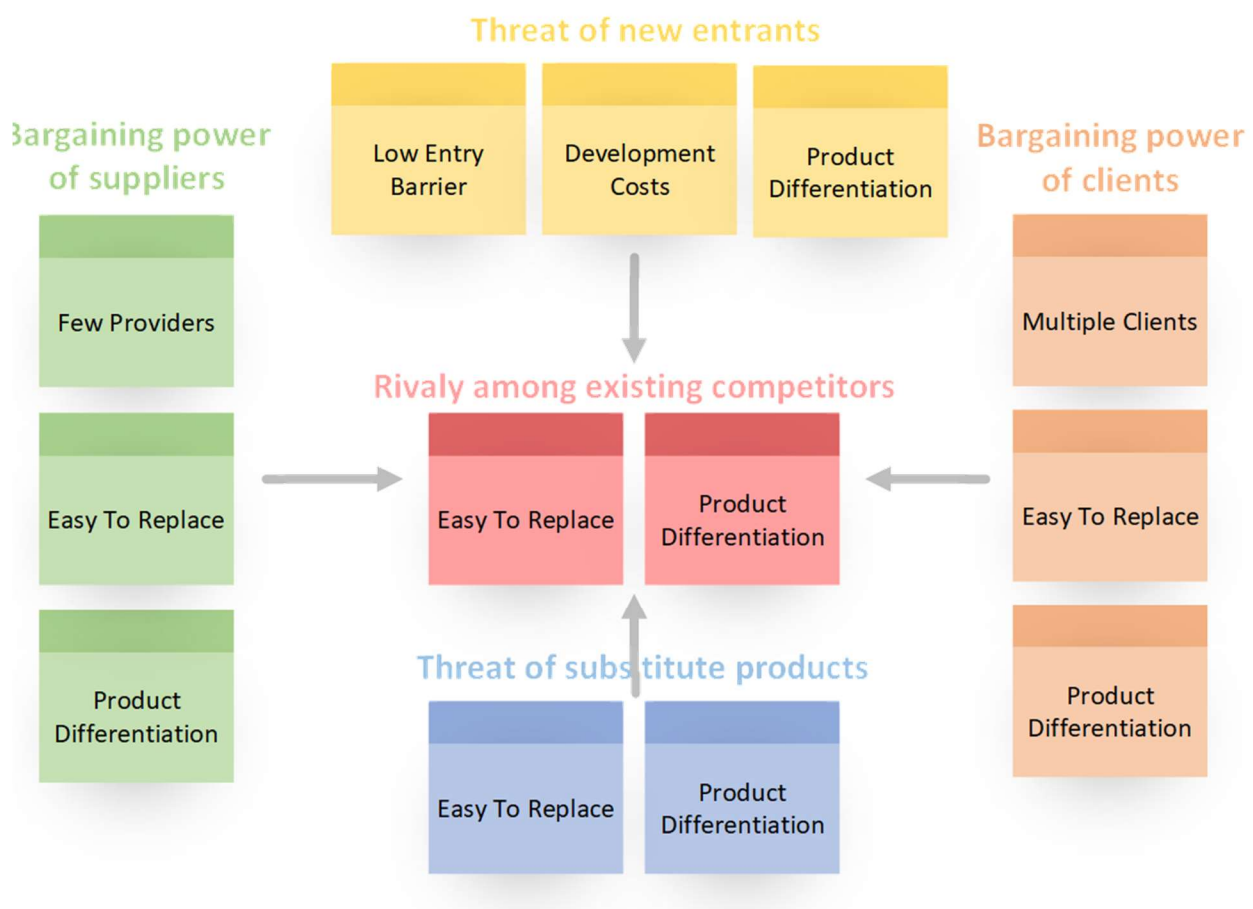 Threat of new entrants
Low Entry
Barrier
Development
Costs
Product
Differentiation
Bargaining power
of suppliers
Few Providers
Easy To Replace
Product
Differentiation
Bargaining power
of clients
Multiple Clients
Easy To Replace
Product
Differentiation
Rivaly among existing competitors
Easy To Replace
Product
Differentiation
Threat of substitute products
Easy To Replace
Product
Differentiation